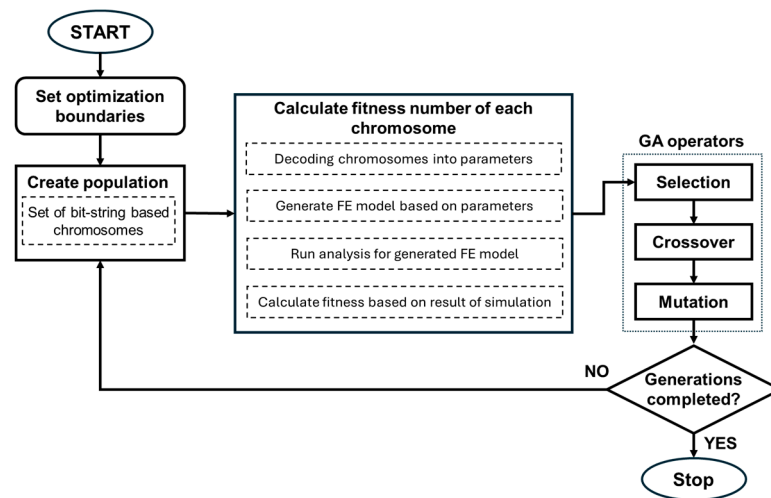 START
Set optimization
boundaries
Create population
Set of bit-string based
chromosomes
Calculate fitness number of each
chromosome
Decoding chromosomes into parameters
Generate FE model based on parameters
Run analysis for generated FE model
Calculate fitness based on result of simulation
GA operators
Selection
Crossover
Mutation
Generations
completed?
NO
YES
Stop